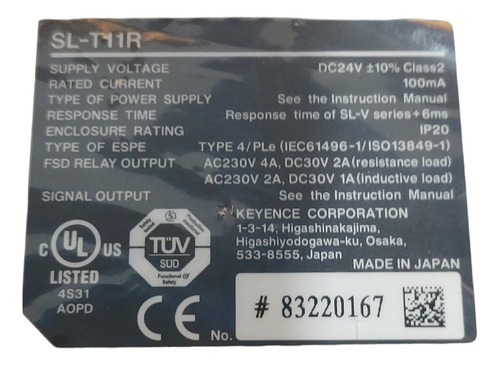 SL-T11R
SUPPLY VOLTAGE DC24V ±10% Class2
RATED CURRENT 100mA
TYPE OF POWER SUPPLY See the Instruction Manual
RESPONSE TIME Response time of SL-V series+6ms
ENCLOSURE RATING IP20
TYPE OF ESPE TYPE 4/PLe (IEC61496-1/ISO13849-1)
FSD RELAY OUTPUT AC230V 4A, DC30V 2A(resistance load)
AC230V 2A, DC30V 1A(inductive load)
SIGNAL OUTPUT See the Instruction Manual
KEYENCE CORPORATION
1-3-14, Higashinakajima,
Higashiyodogawa-ku, Osaka,
533-8555, Japan
MADE IN JAPAN
C UL US
LISTED
4S31
AOPD
TÜV
SÜD
Functional
Safety
CE
No. # 83220167